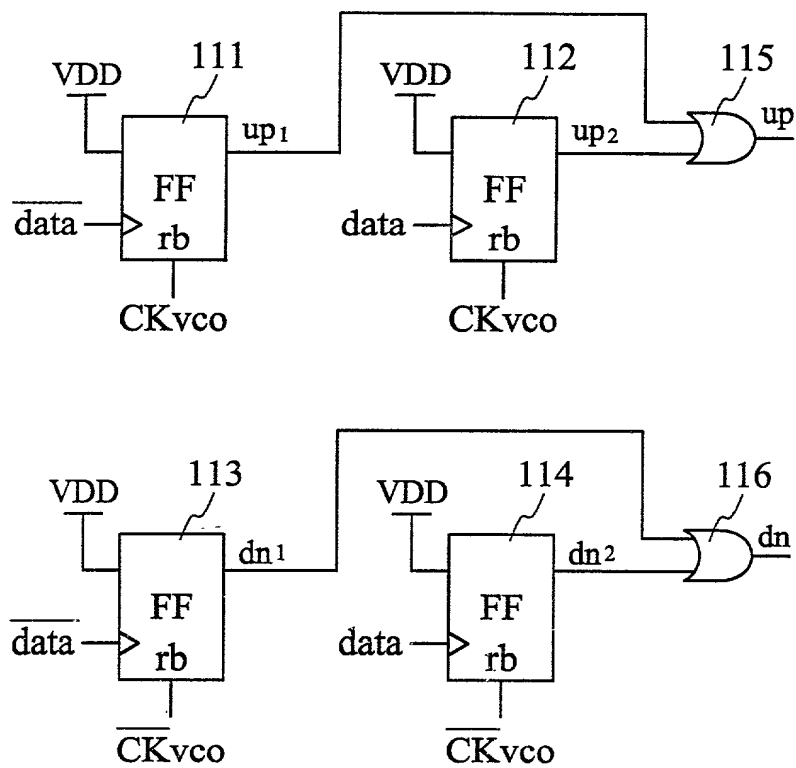 111 112 115
VDD VDD up
up1 up2
FF FF
data data
rb rb
CKvco CKvco
113 114 116
VDD VDD dn
dn1 dn2
FF FF
data data
rb rb
CKvco CKvco